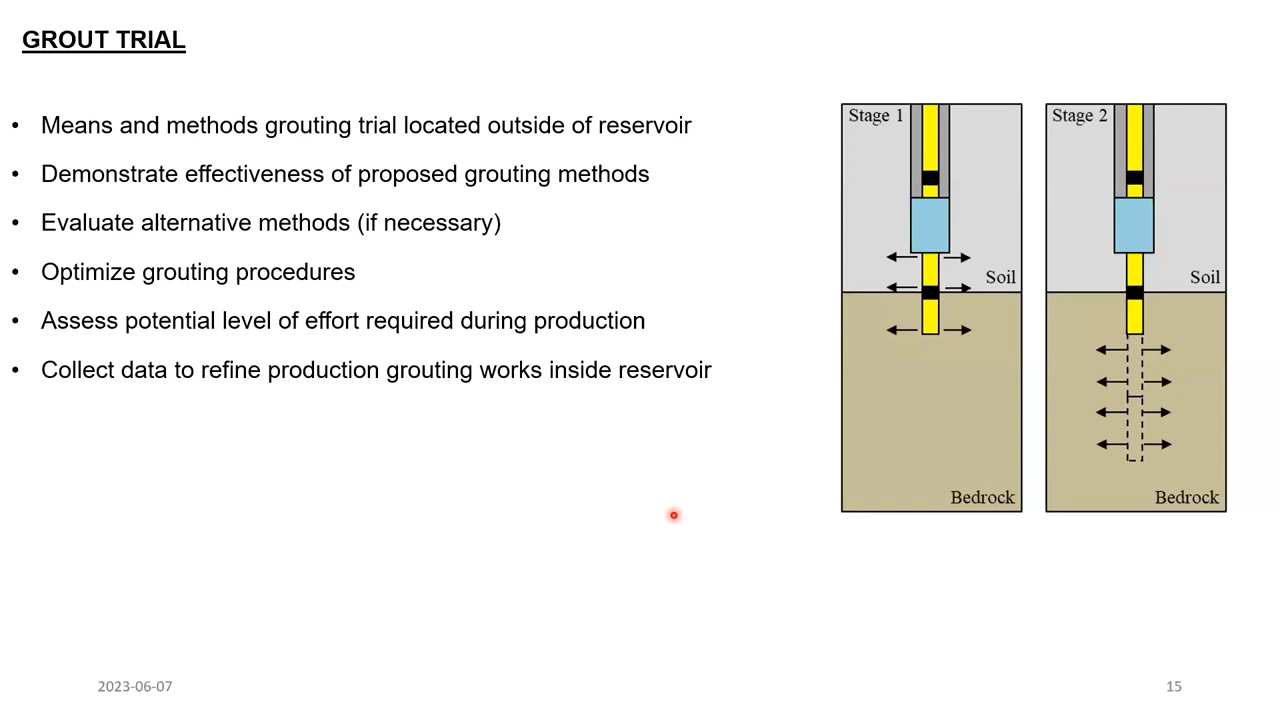 GROUT TRIAL
• Means and methods grouting trial located outside of reservoir
• Demonstrate effectiveness of proposed grouting methods
• Evaluate alternative methods (if necessary)
• Optimize grouting procedures
• Assess potential level of effort required during production
• Collect data to refine production grouting works inside reservoir
Stage 1
Soil
Bedrock
Stage 2
Soil
Bedrock
2023-06-07
15